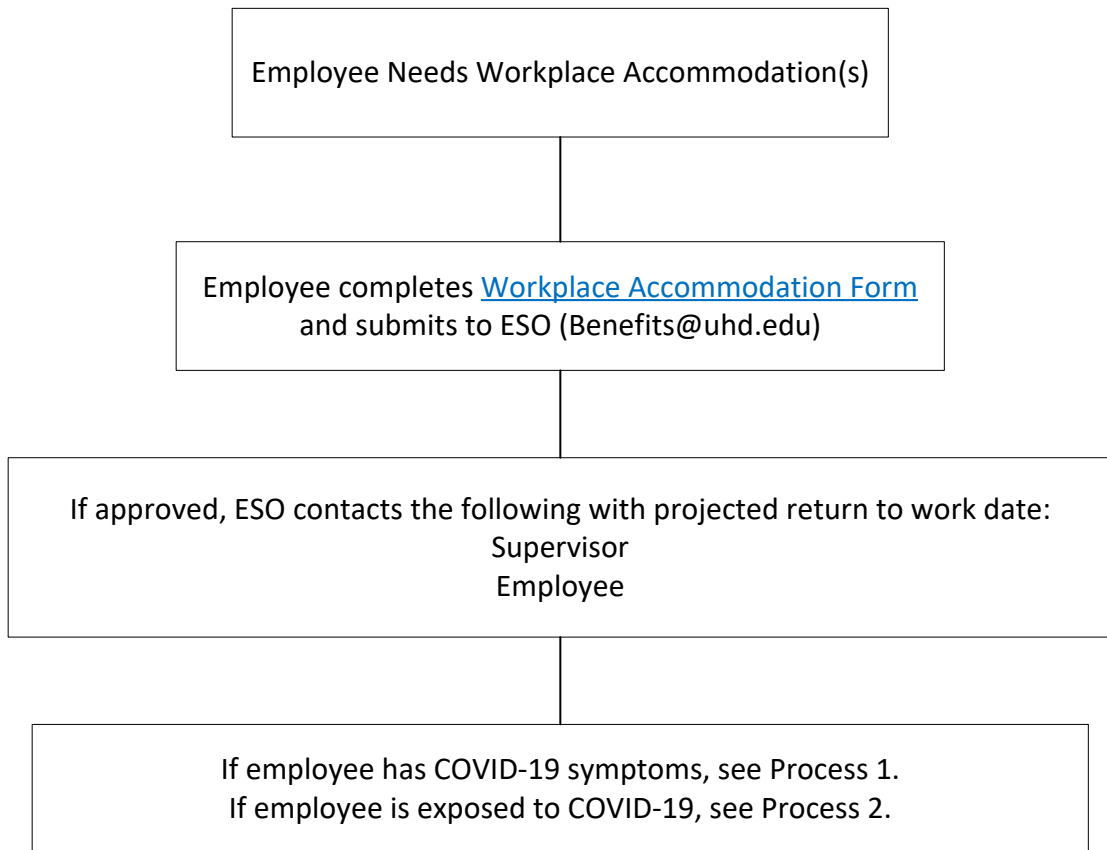 Employee Needs Workplace Accommodation(s)
Employee completes Workplace Accommodation Form
and submits to ESO (Benefits@uhd.edu)
If approved, ESO contacts the following with projected return to work date:
Supervisor
Employee
If employee has COVID-19 symptoms, see Process 1.
If employee is exposed to COVID-19, see Process 2.